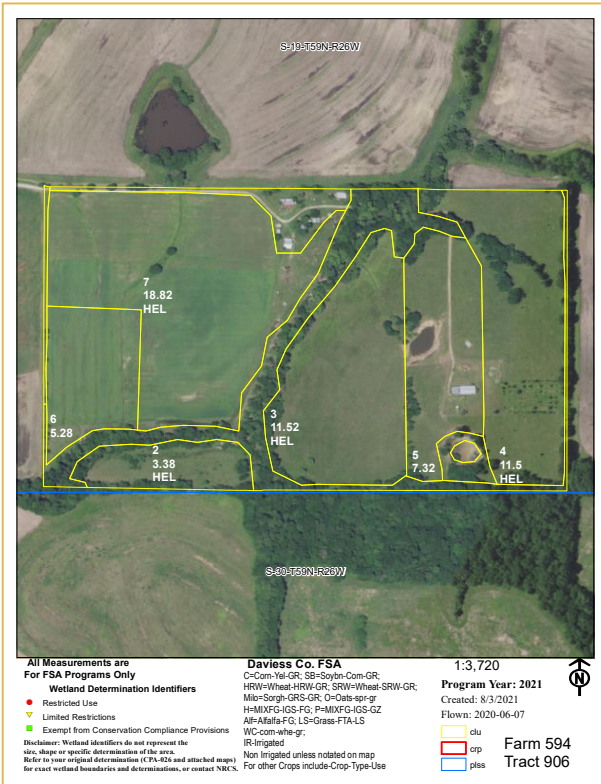 S-19-T59N-R26W
7
18.82
HEL
6
5.28
2
3.38
HEL
3
11.52
HEL
5
7.32
4
11.5
HEL
S-30-T59N-R26W
All Measurements are
For FSA Programs Only
Wetland Determination Identifiers
Restricted Use
Limited Restrictions
Exempt from Conservation Compliance Provisions
Disclaimer: Wetland identifiers do not represent the
size, shape or specific determination of the area.
Refer to your original determination (CPA-026 and attached maps)
for exact wetland boundaries and determinations, or contact NRCS.
Daviess Co. FSA
C=Corn-Yel-GR; SB=Soybn-Com-GR;
HRW=Wheat-HRW-GR; SRW=Wheat-SRW-GR;
Milo=Sorgh-GRS-GR; O=Oats-spr-gr
H=MIXFG-IGS-FG; P=MIXFG-IGS-GZ
Alf=Alfalfa-FG; LS=Grass-FTA-LS
WC-com-whe-gr;
IR-Irrigated
Non Irrigated unless notated on map
For other Crops include-Crop-Type-Use
1:3,720
Program Year: 2021
Created: 8/3/2021
Flown: 2020-06-07
clu
crp
plss
N
Farm 594
Tract 906